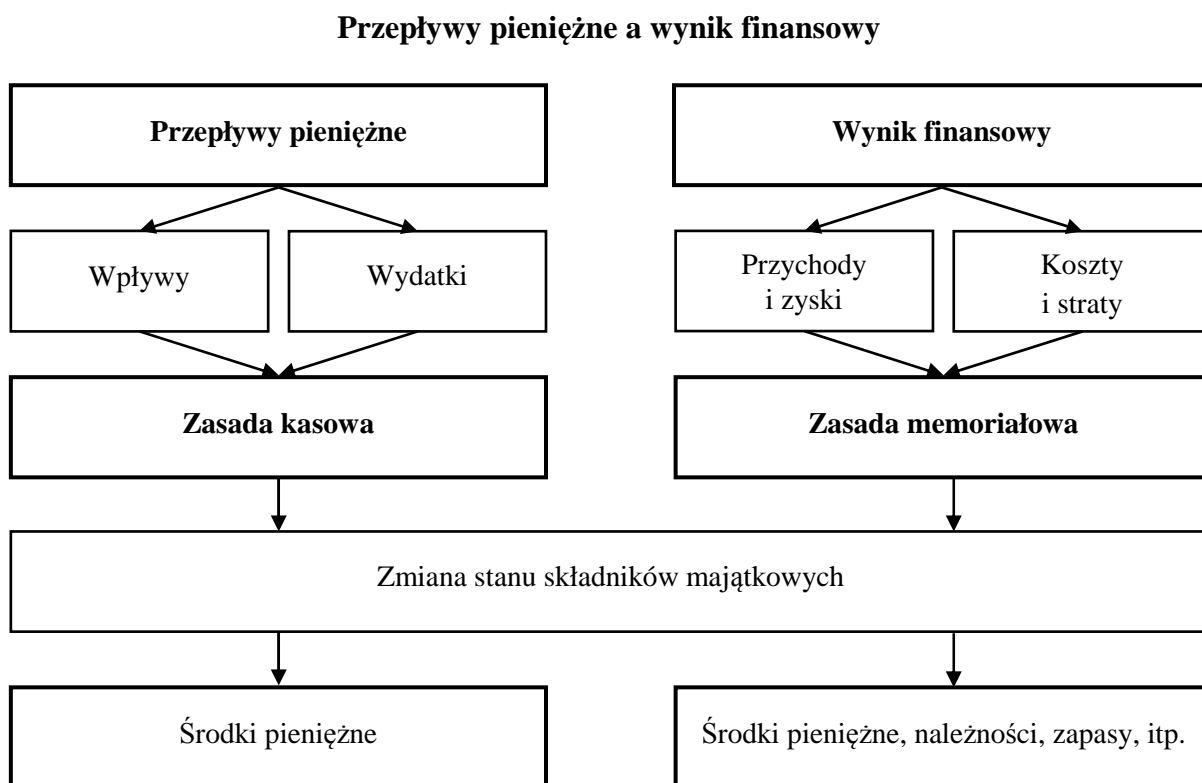 Przepływy pieniężne a wynik finansowy
Przepływy pieniężne
Wynik finansowy
Wpływy
Wydatki
Przychody
i zyski
Koszty
i straty
Zasada kasowa
Zasada memoriałowa
Zmiana stanu składników majątkowych
Środki pieniężne
Środki pieniężne, należności, zapasy, itp.